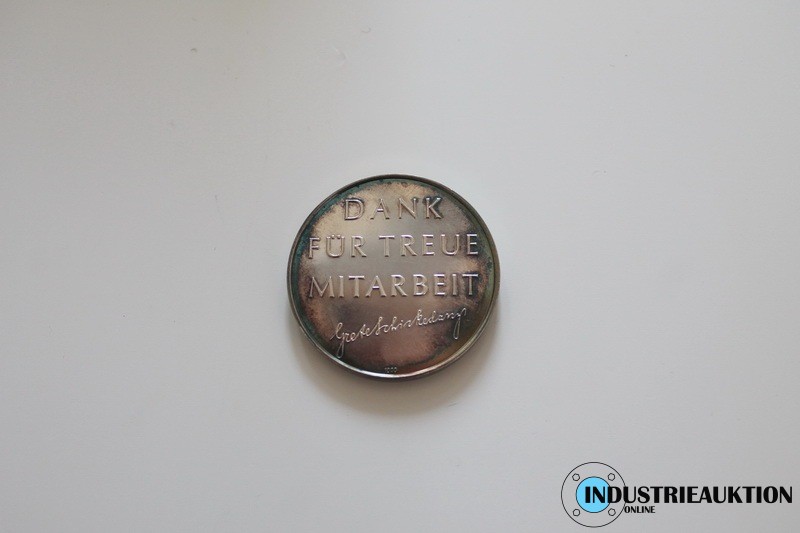 DANK
FÜR TREUE
MITARBEIT
Grete Schickedanz
INDUSTRIEAUKTION
ONLINE